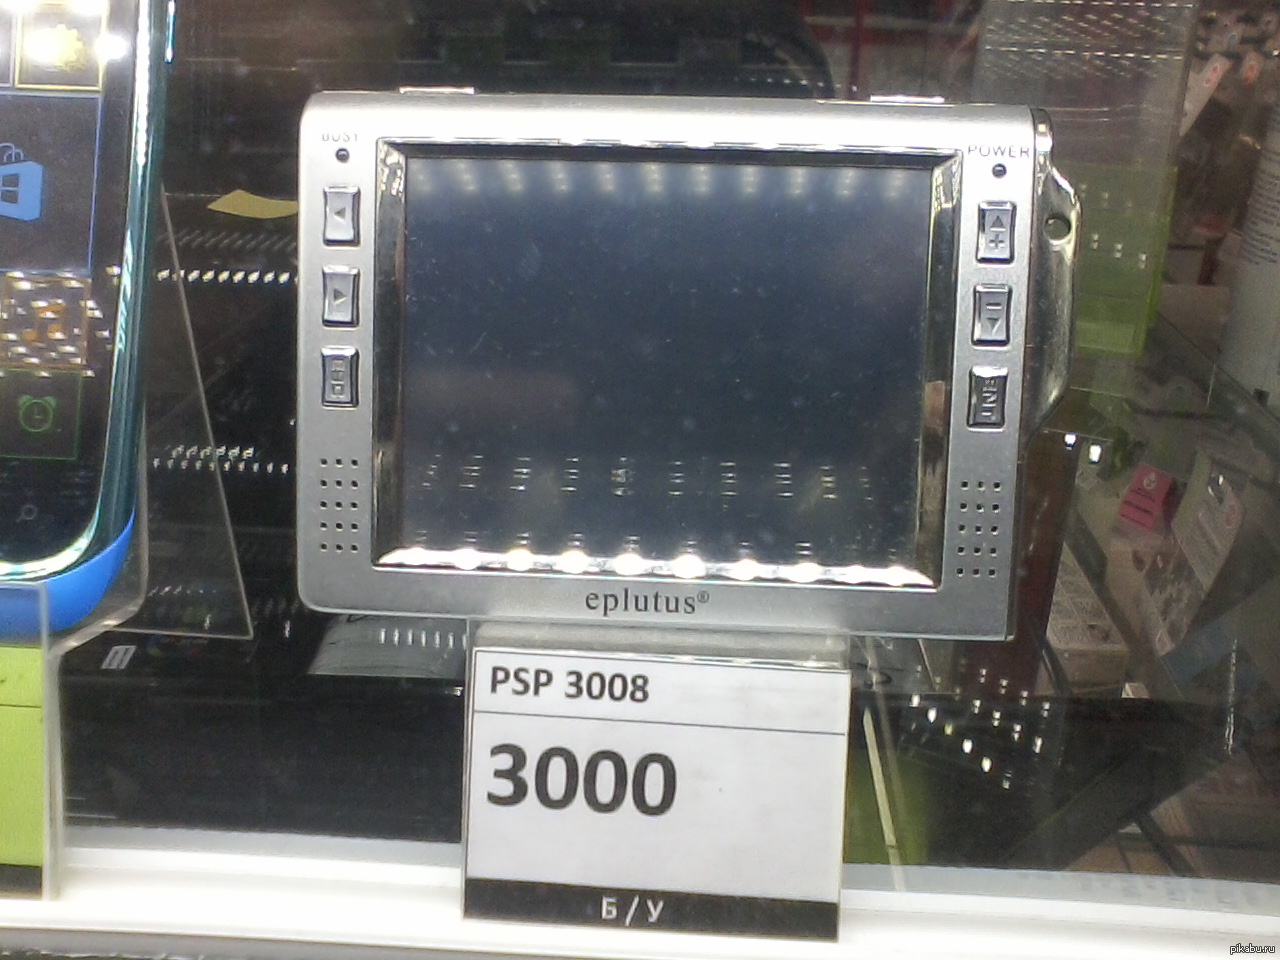 BUSY
POWER
eplutus®
PSP 3008
3000
Б/У
pikabu.ru